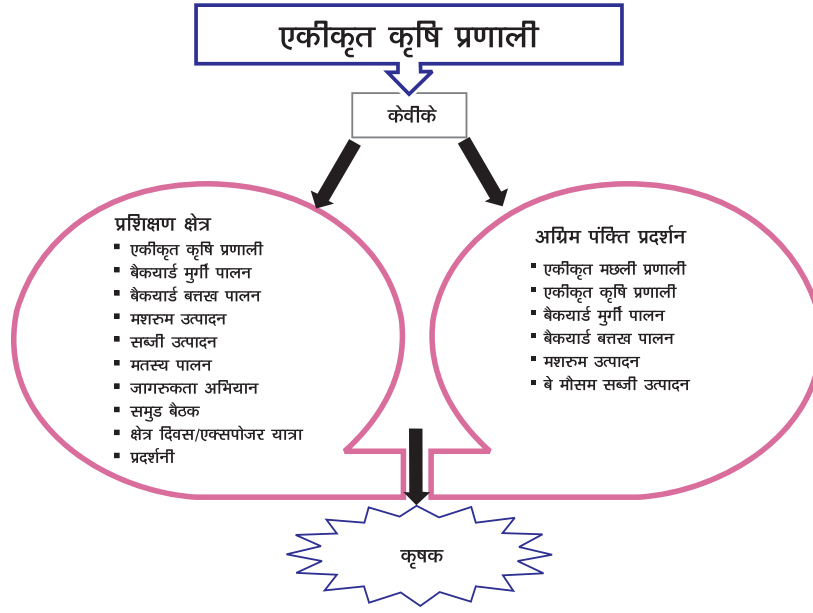 एकीकृत कृषि प्रणाली
केवीके
प्रशिक्षण क्षेत्र
▪ एकीकृत कृषि प्रणाली
▪ बैकयार्ड मुर्गी पालन
▪ बैकयार्ड बत्तख पालन
▪ मशरुम उत्पादन
▪ सब्जी उत्पादन
▪ मतस्य पालन
▪ जागरुकता अभियान
▪ समुड बैठक
▪ क्षेत्र दिवस/एक्सपोजर यात्रा
▪ प्रदर्शनी
अग्रिम पंक्ति प्रदर्शन
▪ एकीकृत मछली प्रणाली
▪ एकीकृत कृषि प्रणाली
▪ बैकयार्ड मुर्गी पालन
▪ बैकयार्ड बत्तख पालन
▪ मशरुम उत्पादन
▪ बे मौसम सब्जी उत्पादन
कृषक